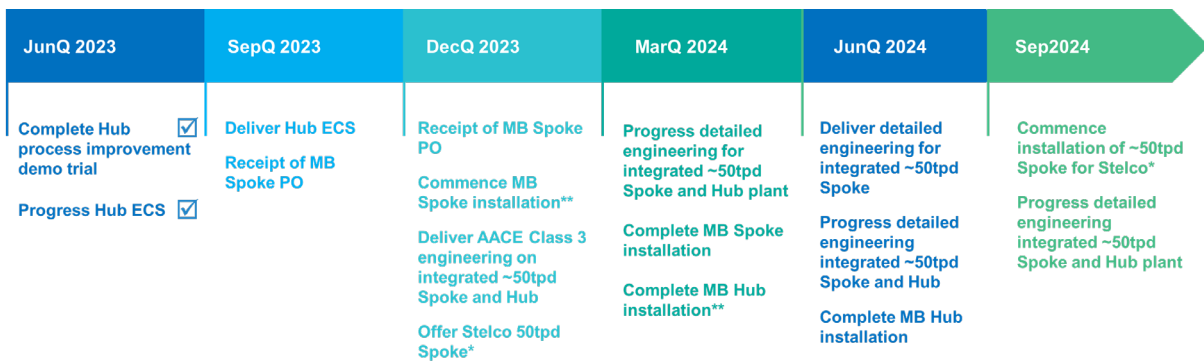 JunQ 2023
SepQ 2023
DecQ 2023
MarQ 2024
JunQ 2024
Sep2024
Complete Hub
process improvement
demo trial
Progress Hub ECS
Deliver Hub ECS
Receipt of MB
Spoke PO
Receipt of MB Spoke
PO
Commence MB
Spoke installation**
Deliver AACE Class 3
engineering on
integrated ~50tpd
Spoke and Hub
Offer Stelco 50tpd
Spoke*
Progress detailed
engineering for
integrated ~50tpd
Spoke and Hub plant
Complete MB Spoke
installation
Complete MB Hub
installation**
Deliver detailed
engineering for
integrated ~50tpd
Spoke
Progress detailed
engineering
integrated ~50tpd
Spoke and Hub
Complete MB Hub
installation
Commence
installation of ~50tpd
Spoke for Stelco*
Progress detailed
engineering
integrated ~50tpd
Spoke and Hub plant